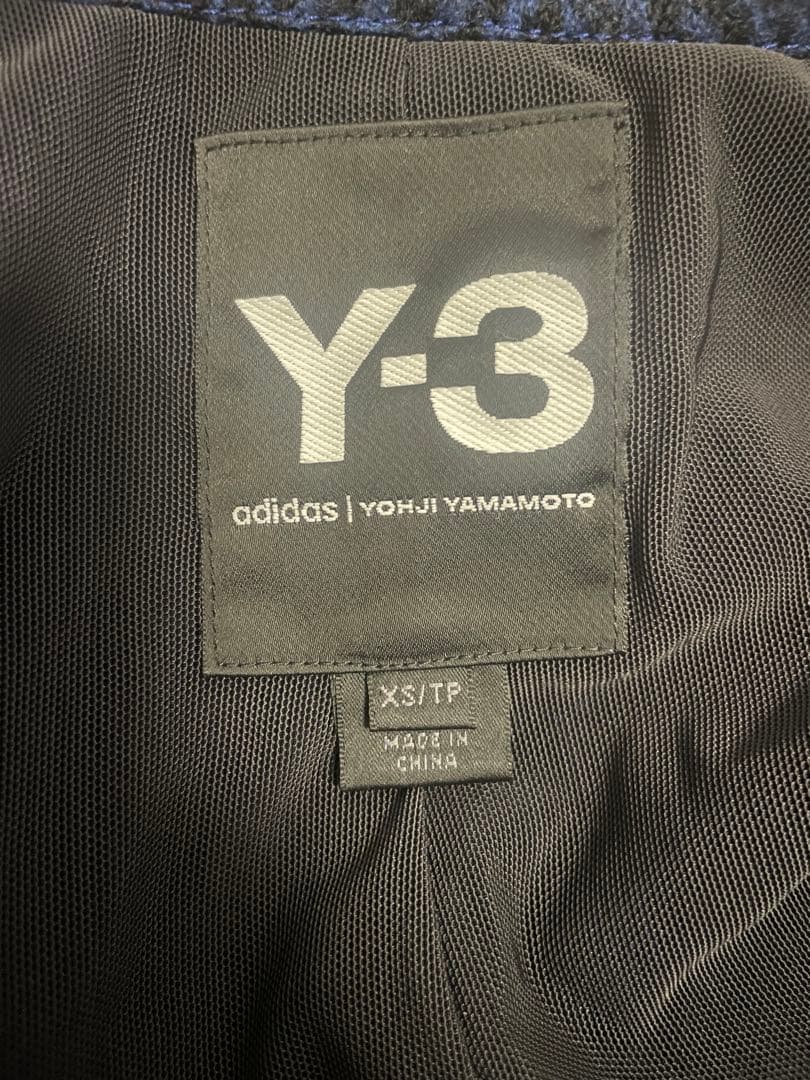 Y-3
adidas | YOHJI YAMAMOTO
XS/TP
MADE IN
CHINA